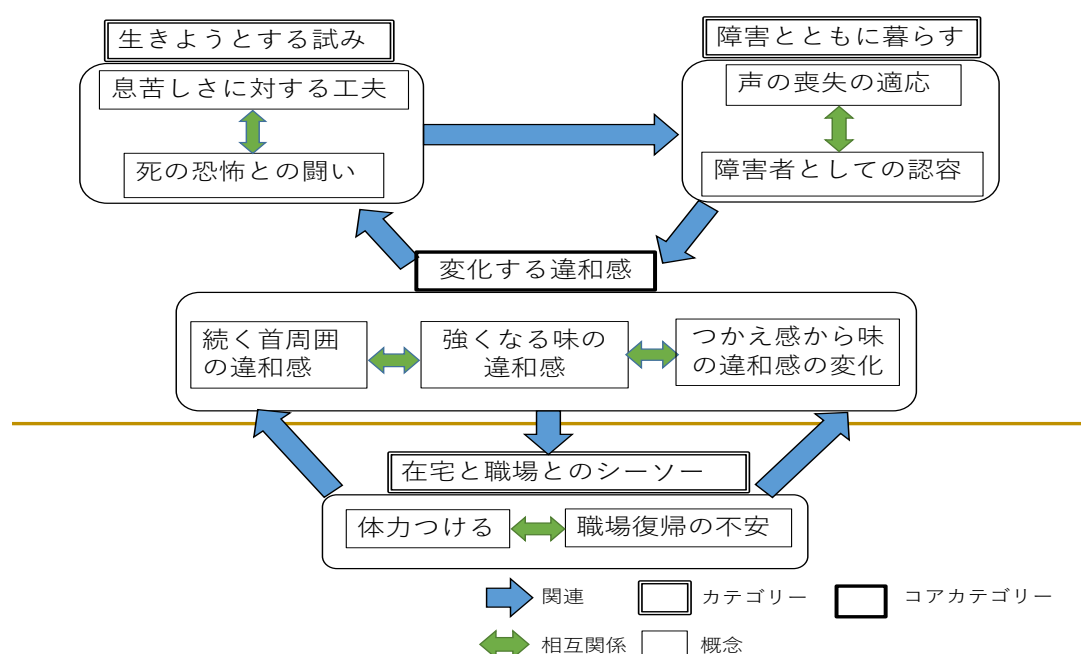 生きようとする試み
息苦しさに対する工夫
死の恐怖との闘い
障害とともに暮らす
声の喪失の適応
障害者としての認容
変化する違和感
続く首周囲
の違和感
強くなる味の
違和感
つかえ感から味
の違和感の変化
在宅と職場とのシーソー
体力つける
職場復帰の不安
関連
カテゴリー
コアカテゴリー
相互関係
概念